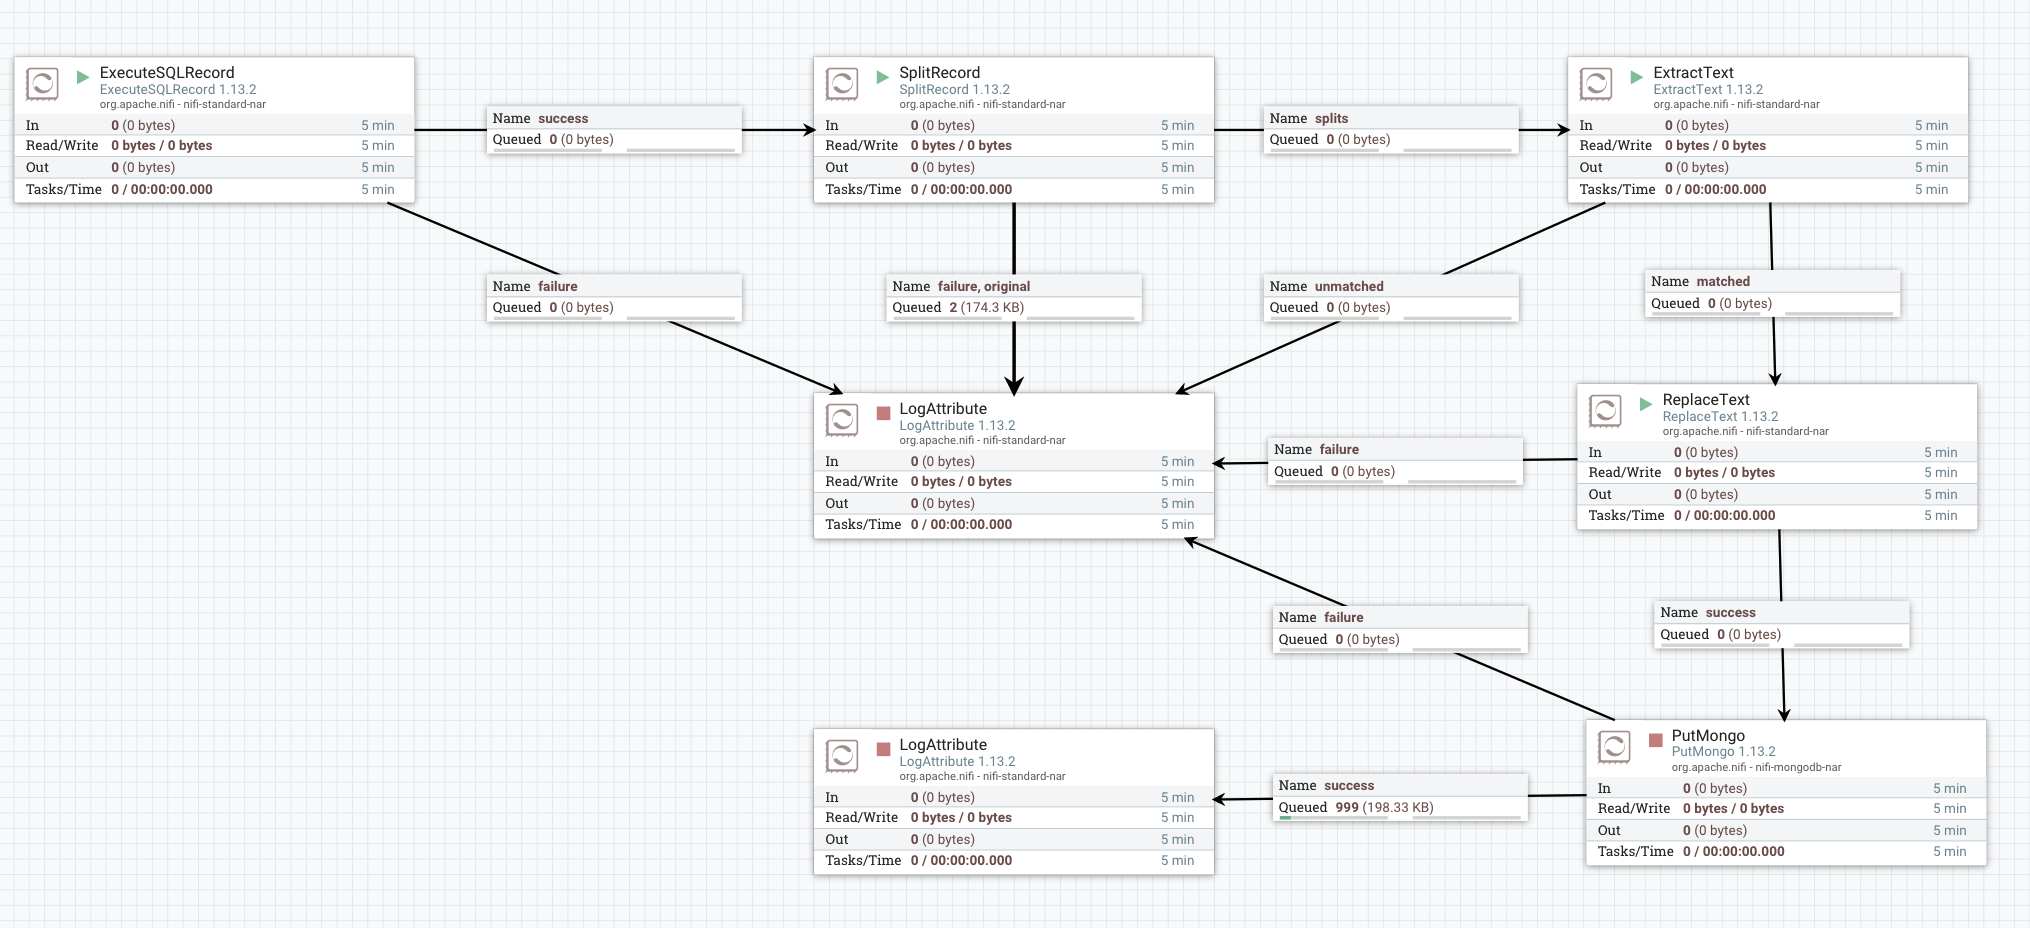 ExecuteSQLRecord
ExecuteSQLRecord 1.13.2
org.apache.nifi - nifi-standard-nar
In 0 (0 bytes) 5 min
Read/Write 0 bytes / 0 bytes 5 min
Out 0 (0 bytes) 5 min
Tasks/Time 0 / 00:00:00.000 5 min
Name success
Queued 0 (0 bytes)
SplitRecord
SplitRecord 1.13.2
org.apache.nifi - nifi-standard-nar
In 0 (0 bytes) 5 min
Read/Write 0 bytes / 0 bytes 5 min
Out 0 (0 bytes) 5 min
Tasks/Time 0 / 00:00:00.000 5 min
Name splits
Queued 0 (0 bytes)
ExtractText
ExtractText 1.13.2
org.apache.nifi - nifi-standard-nar
In 0 (0 bytes) 5 min
Read/Write 0 bytes / 0 bytes 5 min
Out 0 (0 bytes) 5 min
Tasks/Time 0 / 00:00:00.000 5 min
Name failure
Queued 0 (0 bytes)
Name failure, original
Queued 2 (174.3 KB)
Name unmatched
Queued 0 (0 bytes)
Name matched
Queued 0 (0 bytes)
LogAttribute
LogAttribute 1.13.2
org.apache.nifi - nifi-standard-nar
In 0 (0 bytes) 5 min
Read/Write 0 bytes / 0 bytes 5 min
Out 0 (0 bytes) 5 min
Tasks/Time 0 / 00:00:00.000 5 min
Name failure
Queued 0 (0 bytes)
ReplaceText
ReplaceText 1.13.2
org.apache.nifi - nifi-standard-nar
In 0 (0 bytes) 5 min
Read/Write 0 bytes / 0 bytes 5 min
Out 0 (0 bytes) 5 min
Tasks/Time 0 / 00:00:00.000 5 min
Name failure
Queued 0 (0 bytes)
Name success
Queued 0 (0 bytes)
LogAttribute
LogAttribute 1.13.2
org.apache.nifi - nifi-standard-nar
In 0 (0 bytes) 5 min
Read/Write 0 bytes / 0 bytes 5 min
Out 0 (0 bytes) 5 min
Tasks/Time 0 / 00:00:00.000 5 min
Name success
Queued 999 (198.33 KB)
PutMongo
PutMongo 1.13.2
org.apache.nifi - nifi-mongodb-nar
In 0 (0 bytes) 5 min
Read/Write 0 bytes / 0 bytes 5 min
Out 0 (0 bytes) 5 min
Tasks/Time 0 / 00:00:00.000 5 min